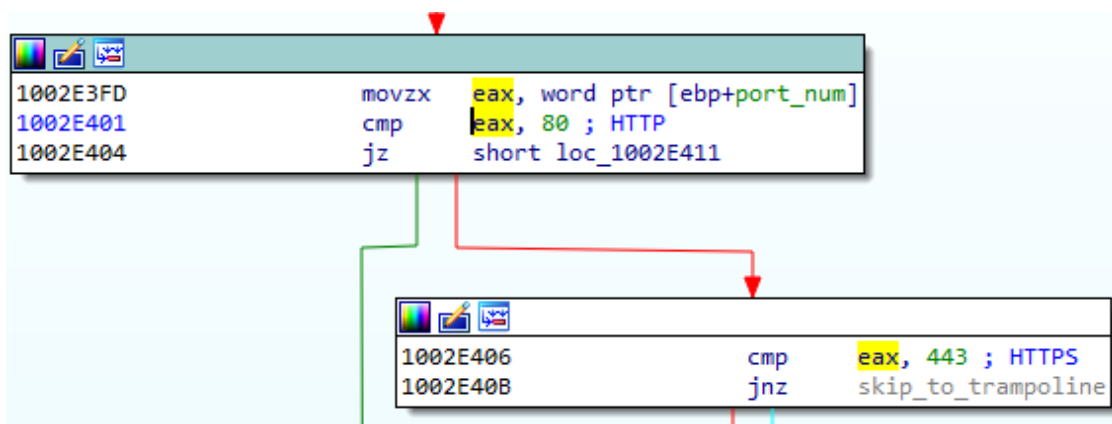 1002E3FD movzx eax, word ptr [ebp+port_num]
1002E401 cmp eax, 80 ; HTTP
1002E404 jz short loc_1002E411
1002E406 cmp eax, 443 ; HTTPS
1002E40B jnz skip_to_trampoline